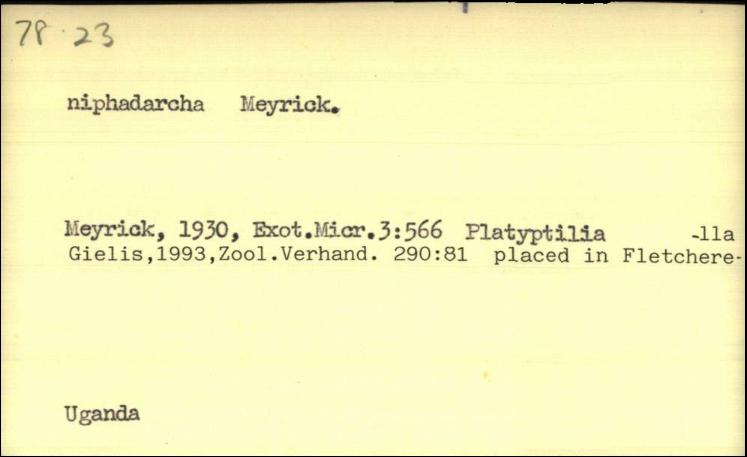 78.23
niphadarcha Meyrick.
Meyrick, 1930, Exot.Micr.3:566 Platyptilia -lla
Gielis,1993,Zool.Verhand. 290:81 placed in Fletchere-
Uganda